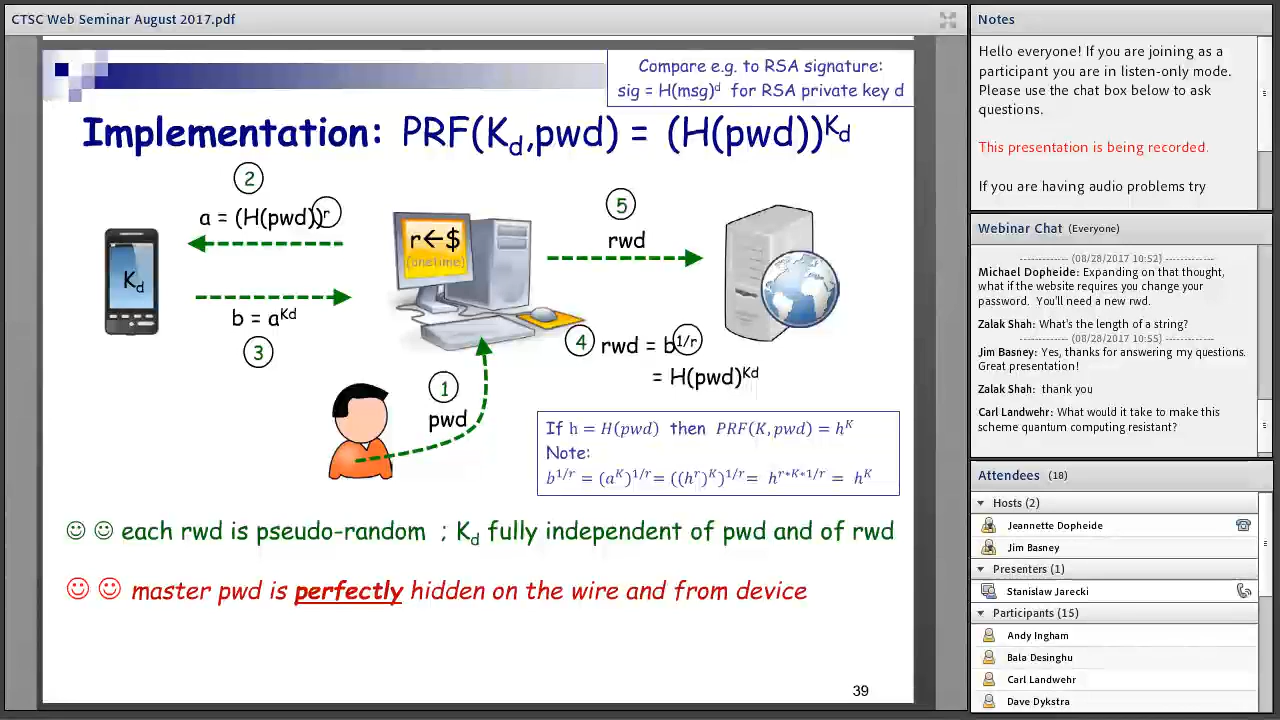 CTSC Web Seminar August 2017.pdf
Compare e.g. to RSA signature:
sig = H(msg)^d for RSA private key d
Implementation: PRF(K_d,pwd) = (H(pwd))^K_d
2
a = (H(pwd))^r
K_d
b = a^Kd
3
r←$
(onetime)
1
pwd
5
rwd
4 rwd = b^1/r
= H(pwd)^Kd
If h = H(pwd) then PRF(K, pwd) = h^K
Note:
b^1/r = (a^K)^1/r = ((h^r)^K)^1/r = h^r*K*1/r = h^K
☺ ☺ each rwd is pseudo-random ; K_d fully independent of pwd and of rwd
☺ ☺ master pwd is perfectly hidden on the wire and from device
39
Notes
Hello everyone! If you are joining as a
participant you are in listen-only mode.
Please use the chat box below to ask
questions.
This presentation is being recorded.
If you are having audio problems try
Webinar Chat (Everyone)
-------------- (08/28/2017 10:52) --------------
Michael Dopheide: Expanding on that thought,
what if the website requires you change your
password. You'll need a new rwd.
Zalak Shah: What's the length of a string?
-------------- (08/28/2017 10:55) --------------
Jim Basney: Yes, thanks for answering my questions.
Great presentation!
Zalak Shah: thank you
Carl Landwehr: What would it take to make this
scheme quantum computing resistant?
Attendees (18)
Hosts (2)
Jeannette Dopheide
Jim Basney
Presenters (1)
Stanislaw Jarecki
Participants (15)
Andy Ingham
Bala Desinghu
Carl Landwehr
Dave Dykstra